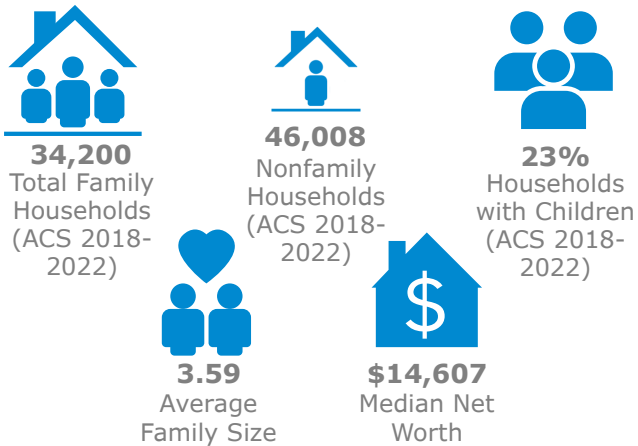 34,200
Total Family
Households
(ACS 2018-
2022)
46,008
Nonfamily
Households
(ACS 2018-
2022)
23%
Households
with Children
(ACS 2018-
2022)
3.59
Average
Family Size
$
$14,607
Median Net
Worth